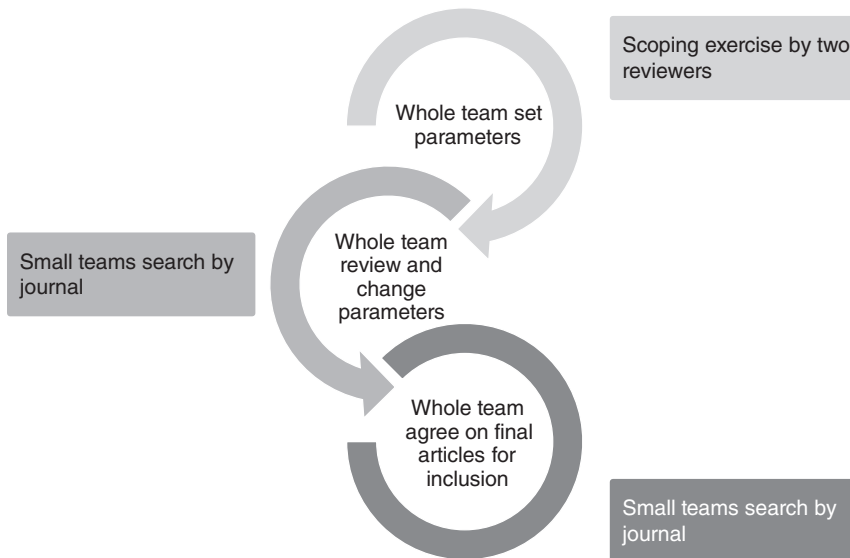 Scoping exercise by two
reviewers
Whole team set
parameters
Whole team
review and
change
parameters
Small teams search by
journal
Whole team
agree on final
articles for
inclusion
Small teams search by
journal